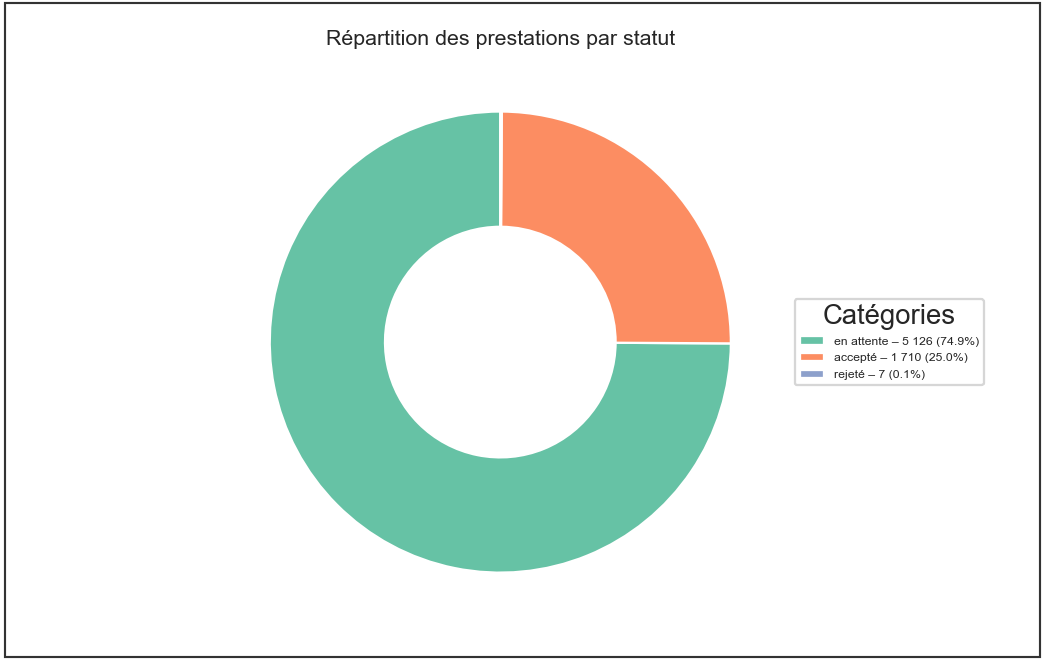 Répartition des prestations par statut
Catégories
en attente – 5 126 (74.9%)
accepté – 1 710 (25.0%)
rejeté – 7 (0.1%)